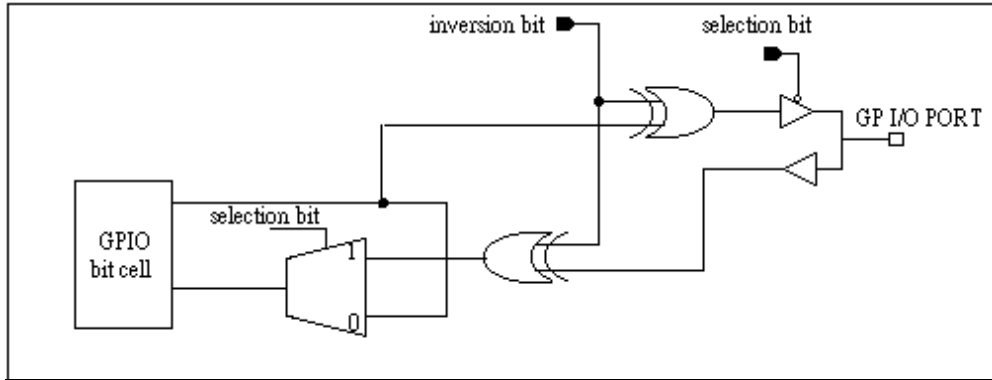 inversion bit
selection bit
GP I/O PORT
selection bit
GPIO
bit cell
1
0